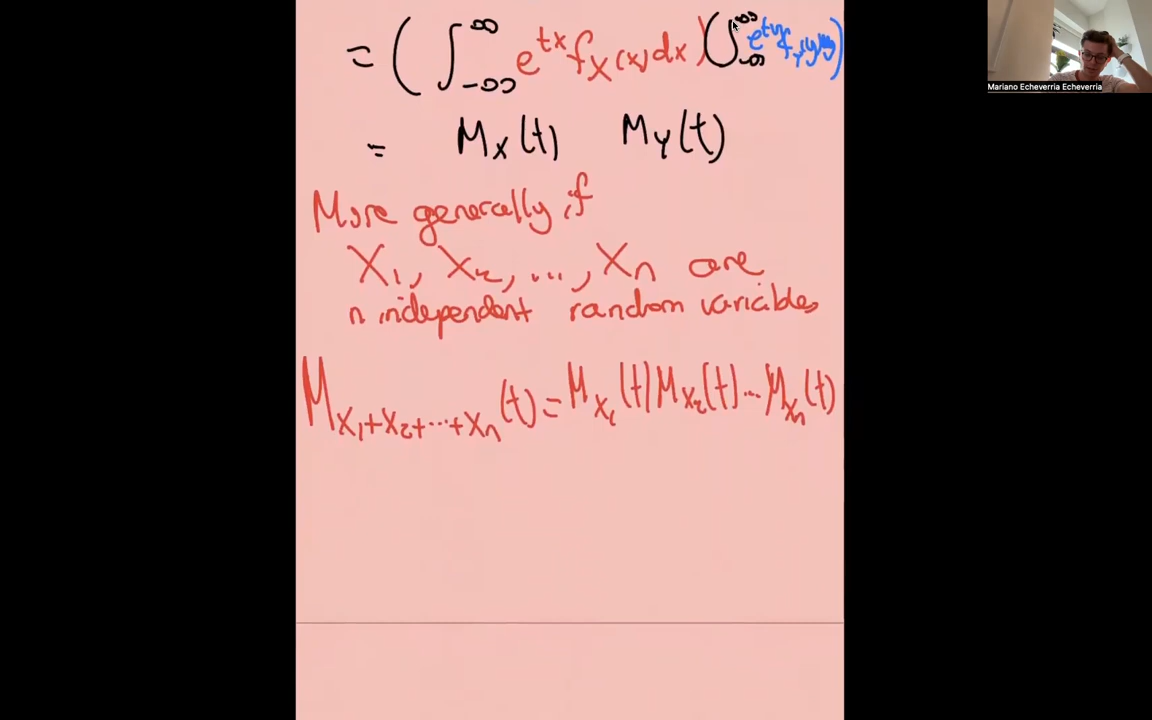 = ( ∫_{-∞}^{∞} e^{tx} f_X(x) dx ) ( ∫_{-∞}^{∞} e^{ty} f_Y(y) dy )
= M_X(t) M_Y(t)
More generally if
X_1, X_2, ..., X_n are
n independent random variables
M_{X_1+X_2+...+X_n}(t) = M_{X_1}(t) M_{X_2}(t) ... M_{X_n}(t)
Mariano Echeverria Echeverria